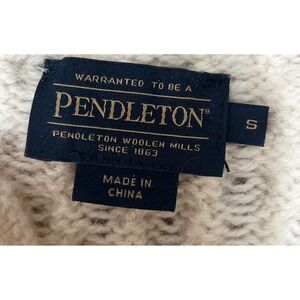 WARRANTED TO BE A
PENDLETON®
S
PENDLETON WOOLEN MILLS
SINCE 1863
MADE IN
CHINA